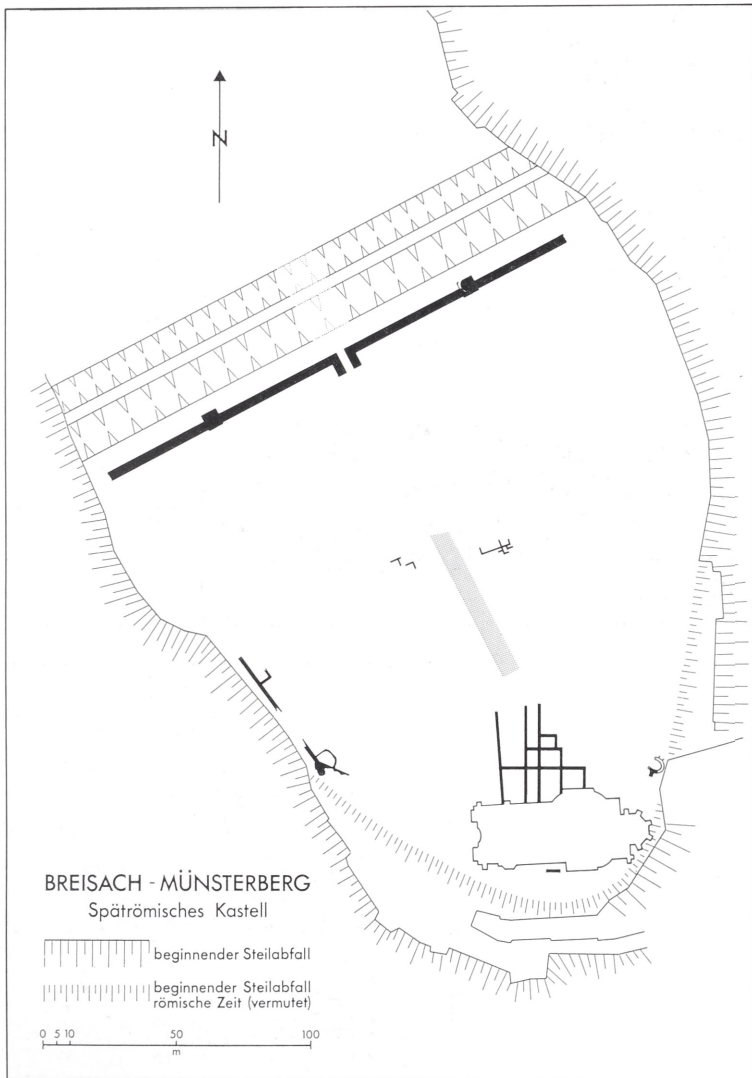 N
BREISACH - MÜNSTERBERG
Spätrömisches Kastell
beginnender Steilabfall
beginnender Steilabfall
römische Zeit (vermutet)
0 5 10 50 100
m